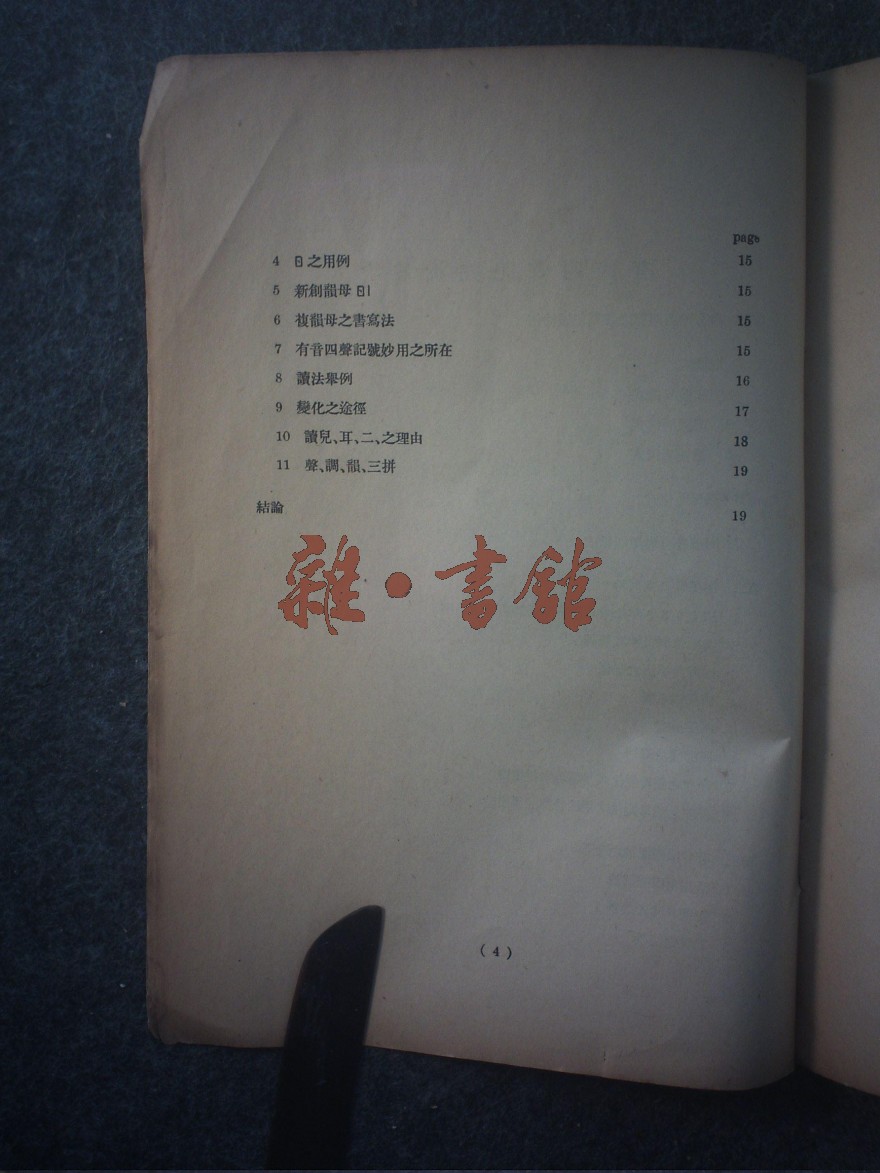 page
4 ㄖ之用例 15
5 新創韻母ㄖ| 15
6 複韻母之書寫法 15
7 有音四聲記號妙用之所在 15
8 讀法舉例 16
9 變化之途徑 17
10 讀兒、耳、二、之理由 18
11 聲、調、韻、三拼 19
結論 19
雜·書館
(4)